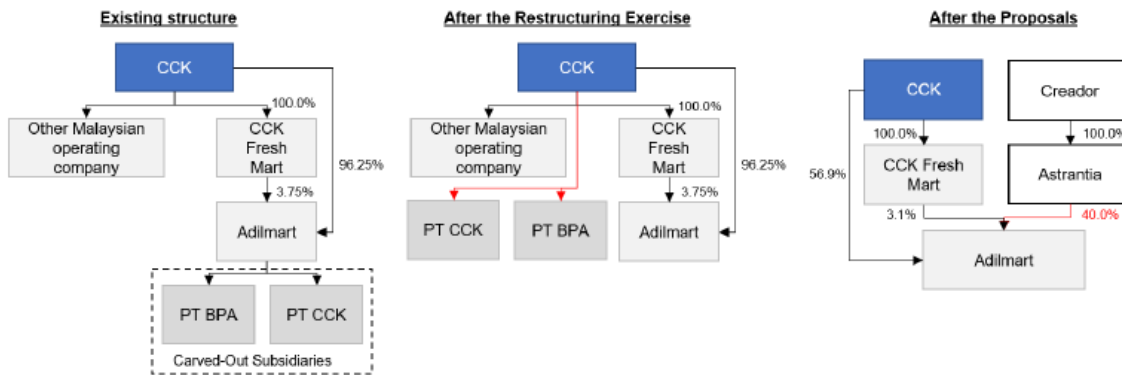 Existing structure
CCK
100.0%
Other Malaysian
operating
company
CCK
Fresh
Mart
96.25%
3.75%
Adilmart
PT BPA
PT CCK
Carved-Out Subsidiaries
After the Restructuring Exercise
CCK
100.0%
Other Malaysian
operating
company
CCK
Fresh
Mart
96.25%
3.75%
PT CCK
PT BPA
Adilmart
After the Proposals
CCK
Creador
100.0%
100.0%
56.9%
CCK Fresh
Mart
Astrantia
3.1%
40.0%
Adilmart